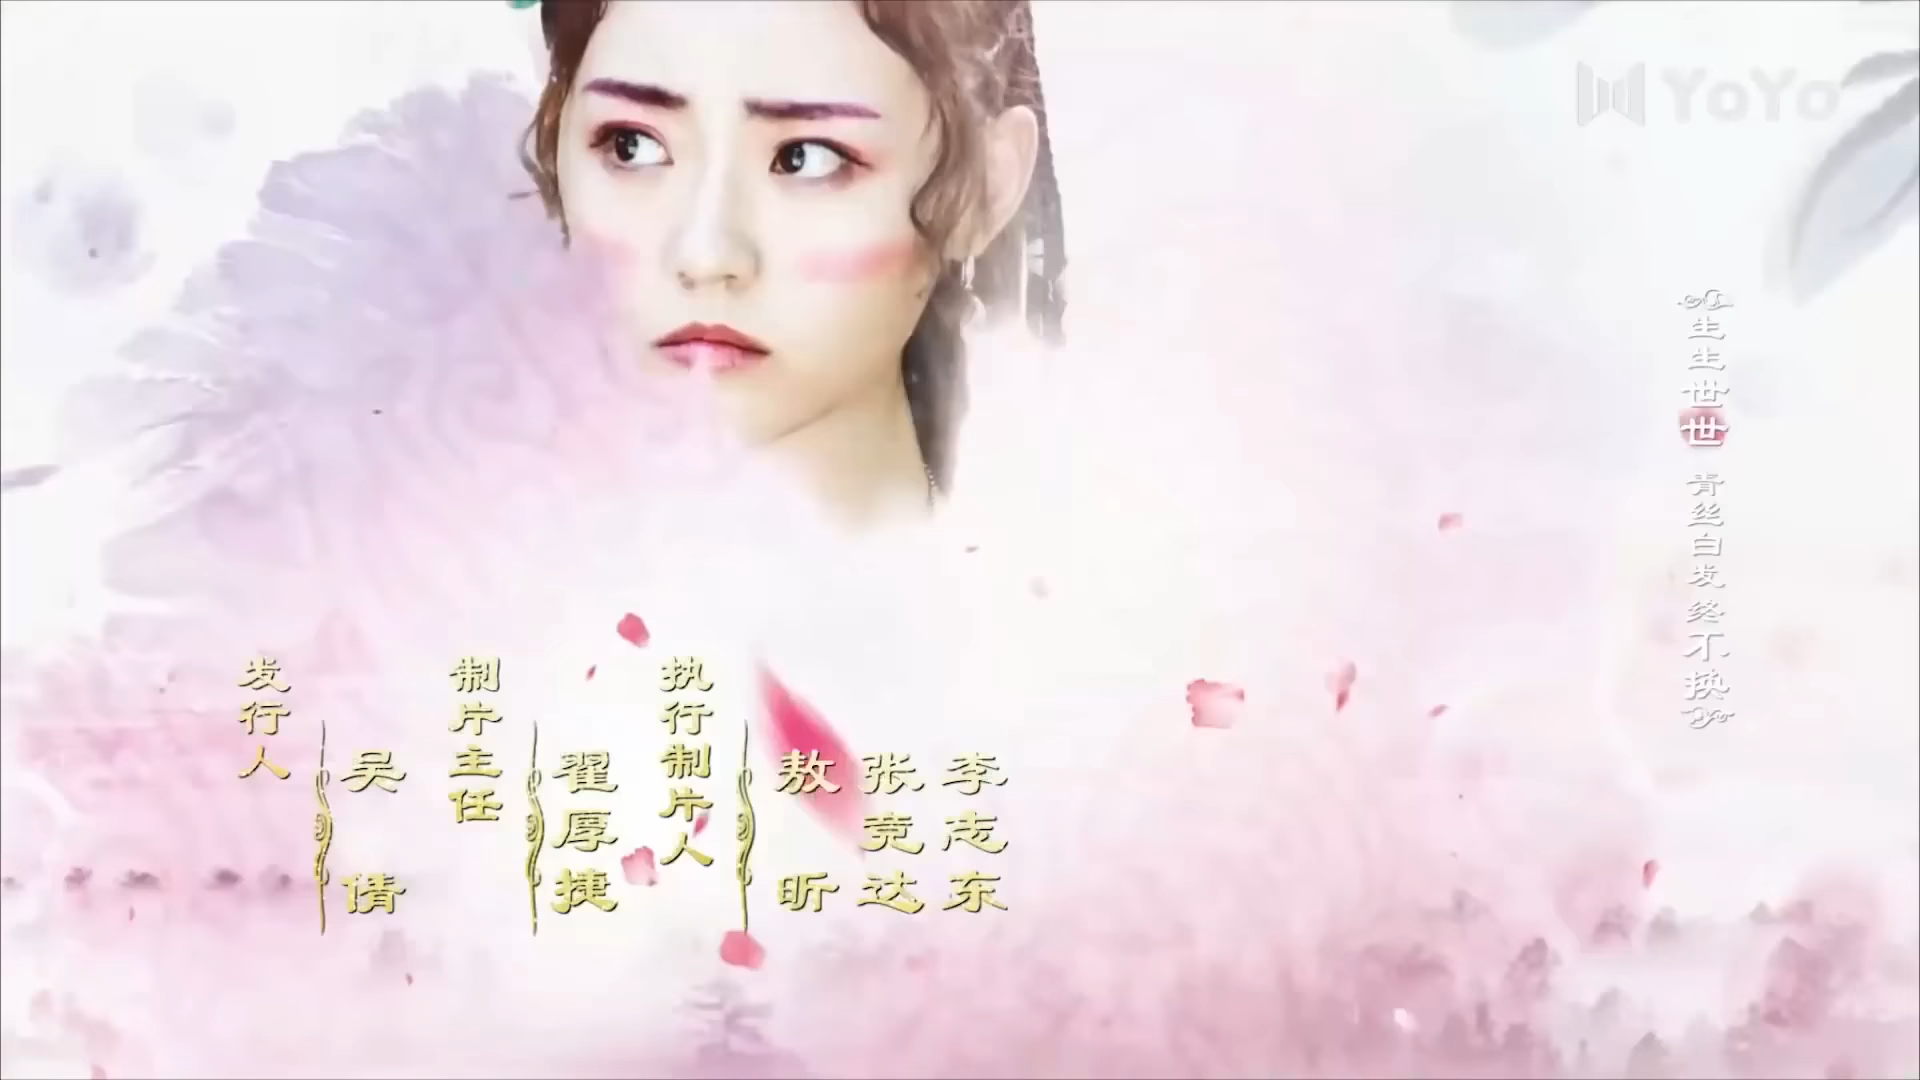 YoYo
生生世世 青丝白发终不换
执行制片人
李志东
张竞达
敖昕
制片主任
翟厚捷
发行人
吴倩